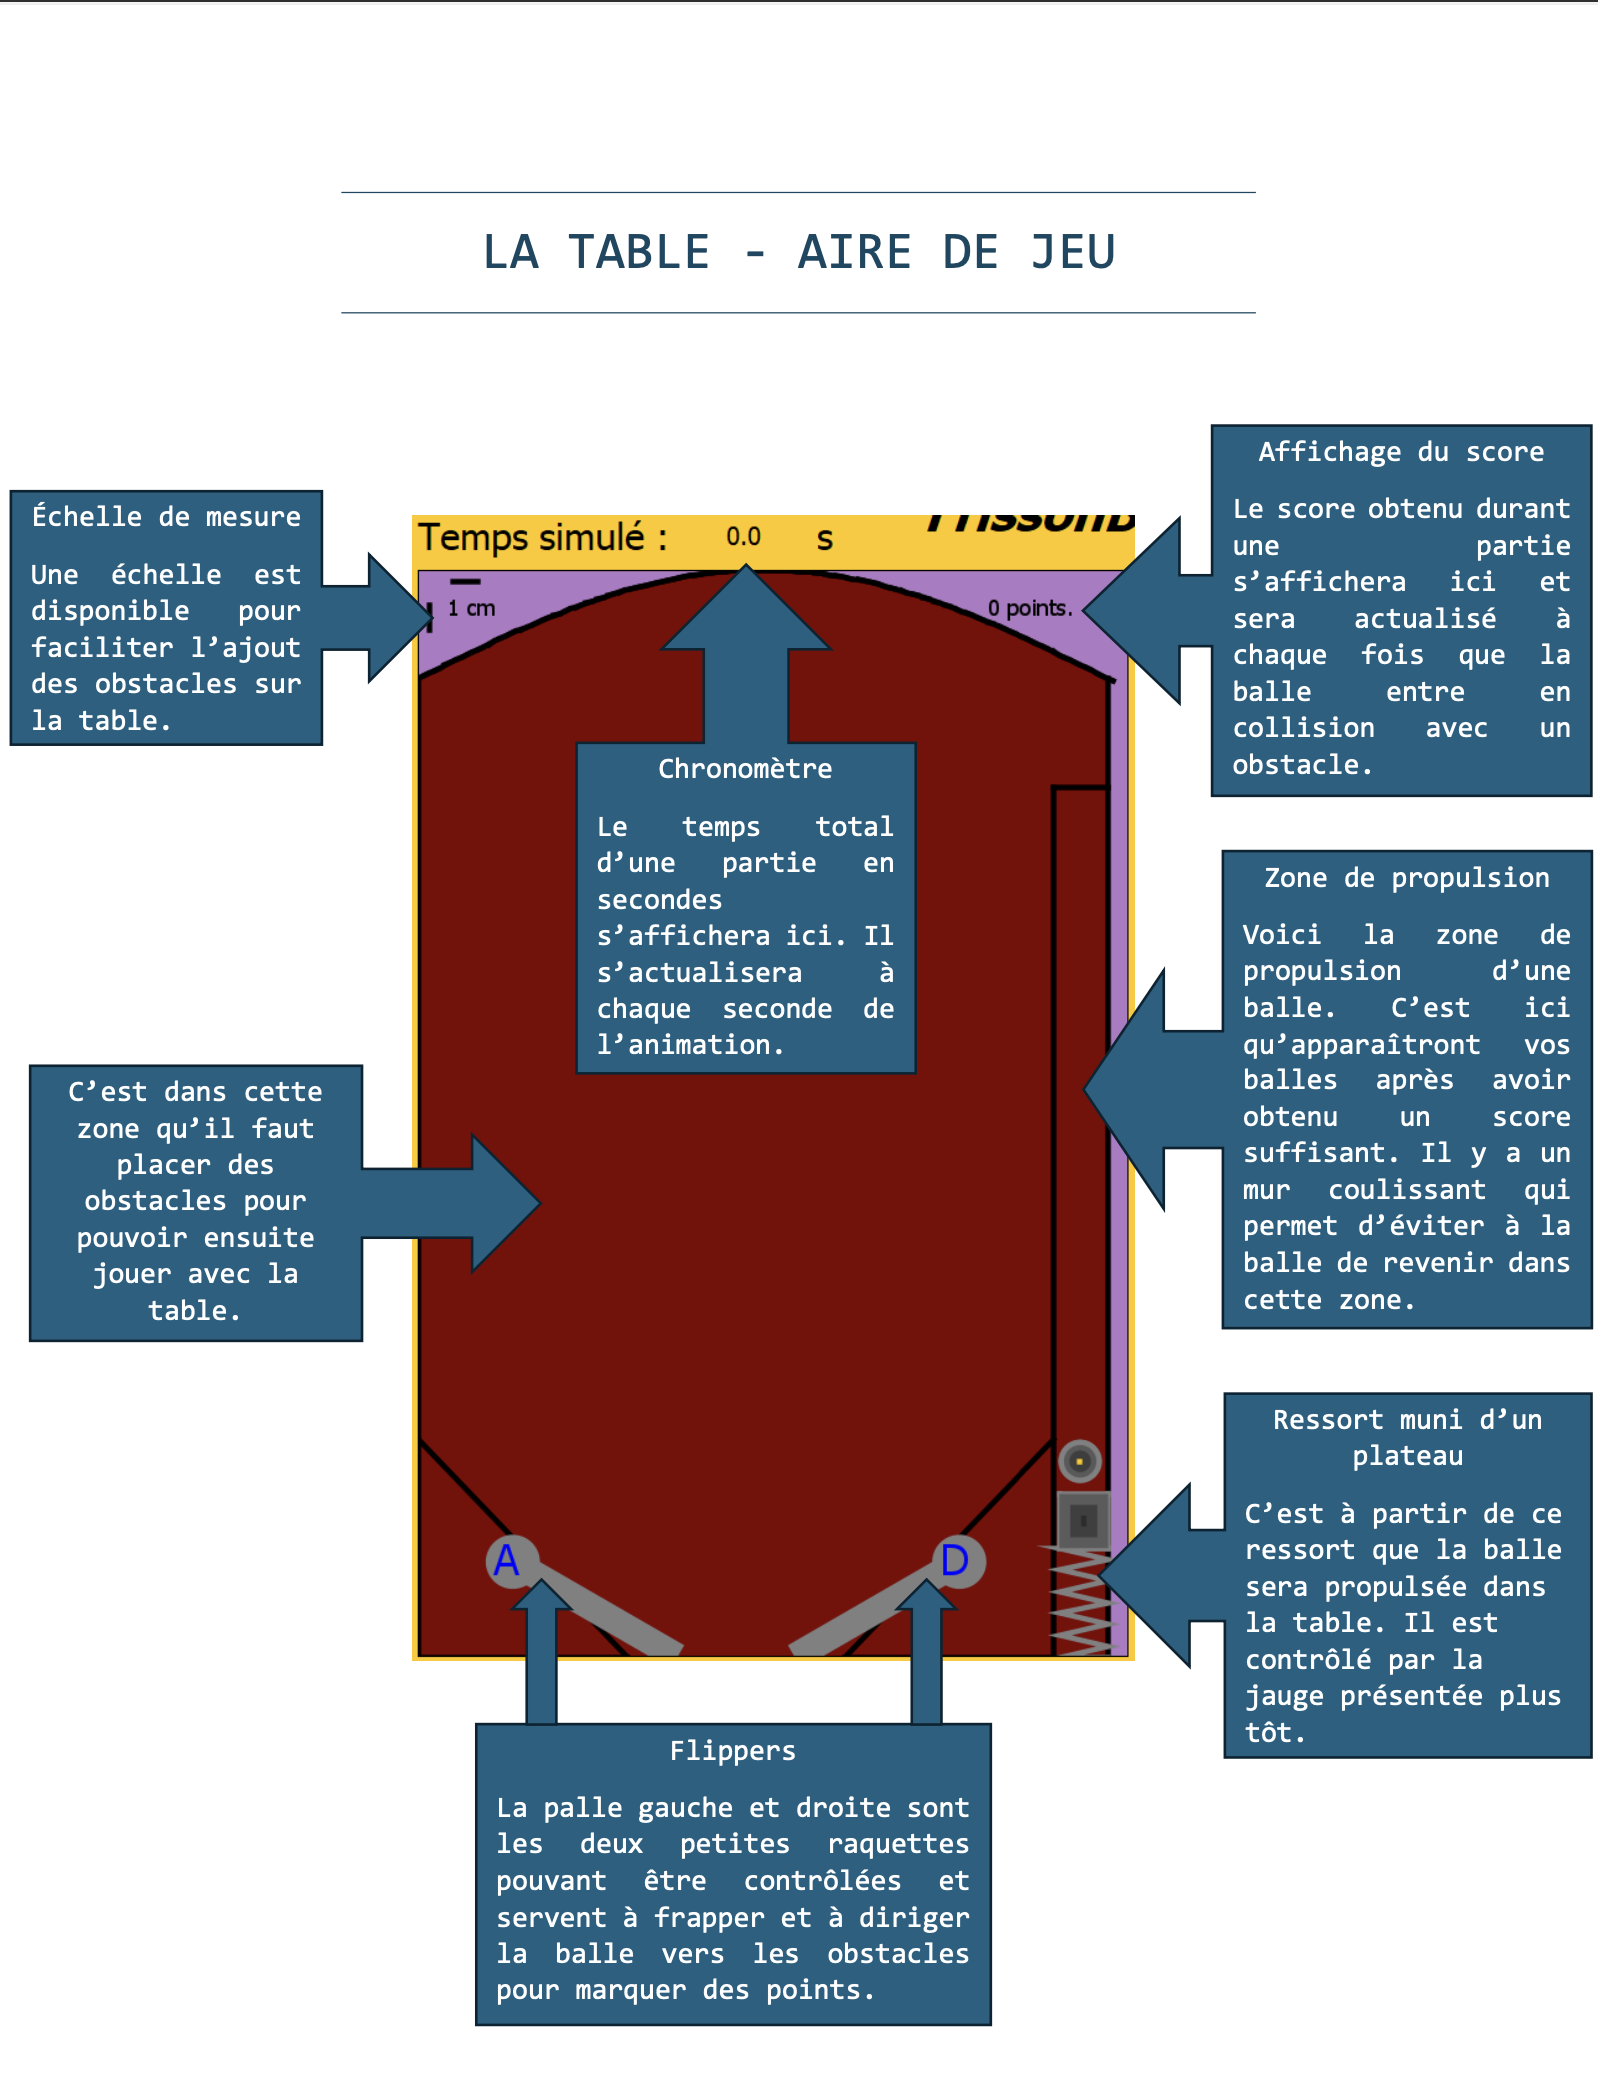 LA TABLE - AIRE DE JEU
Affichage du score
Le score obtenu durant
une partie
s’affichera ici et
sera actualisé à
chaque fois que la
balle entre en
collision avec un
obstacle.
Échelle de mesure
Une échelle est
disponible pour
faciliter l’ajout
des obstacles sur
la table.
Temps simulé : 0.0 s
1 cm
0 points.
Chronomètre
Le temps total
d’une partie en
secondes
s’affichera ici. Il
s’actualisera à
chaque seconde de
l’animation.
Zone de propulsion
Voici la zone de
propulsion d’une
balle. C’est ici
qu’apparaîtront vos
balles après avoir
obtenu un score
suffisant. Il y a un
mur coulissant qui
permet d’éviter à la
balle de revenir dans
cette zone.
C’est dans cette
zone qu’il faut
placer des
obstacles pour
pouvoir ensuite
jouer avec la
table.
Ressort muni d’un
plateau
C’est à partir de ce
ressort que la balle
sera propulsée dans
la table. Il est
contrôlé par la
jauge présentée plus
tôt.
A
D
Flippers
La palle gauche et droite sont
les deux petites raquettes
pouvant être contrôlées et
servent à frapper et à diriger
la balle vers les obstacles
pour marquer des points.